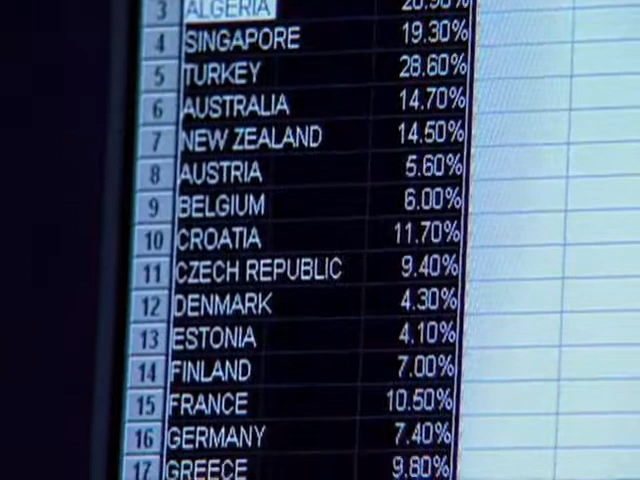 3 ALGERIA
4 SINGAPORE 19.30%
5 TURKEY 28.60%
6 AUSTRALIA 14.70%
7 NEW ZEALAND 14.50%
8 AUSTRIA 5.60%
9 BELGIUM 6.00%
10 CROATIA 11.70%
11 CZECH REPUBLIC 9.40%
12 DENMARK 4.30%
13 ESTONIA 4.10%
14 FINLAND 7.00%
15 FRANCE 10.50%
16 GERMANY 7.40%
17 GREECE 9.80%